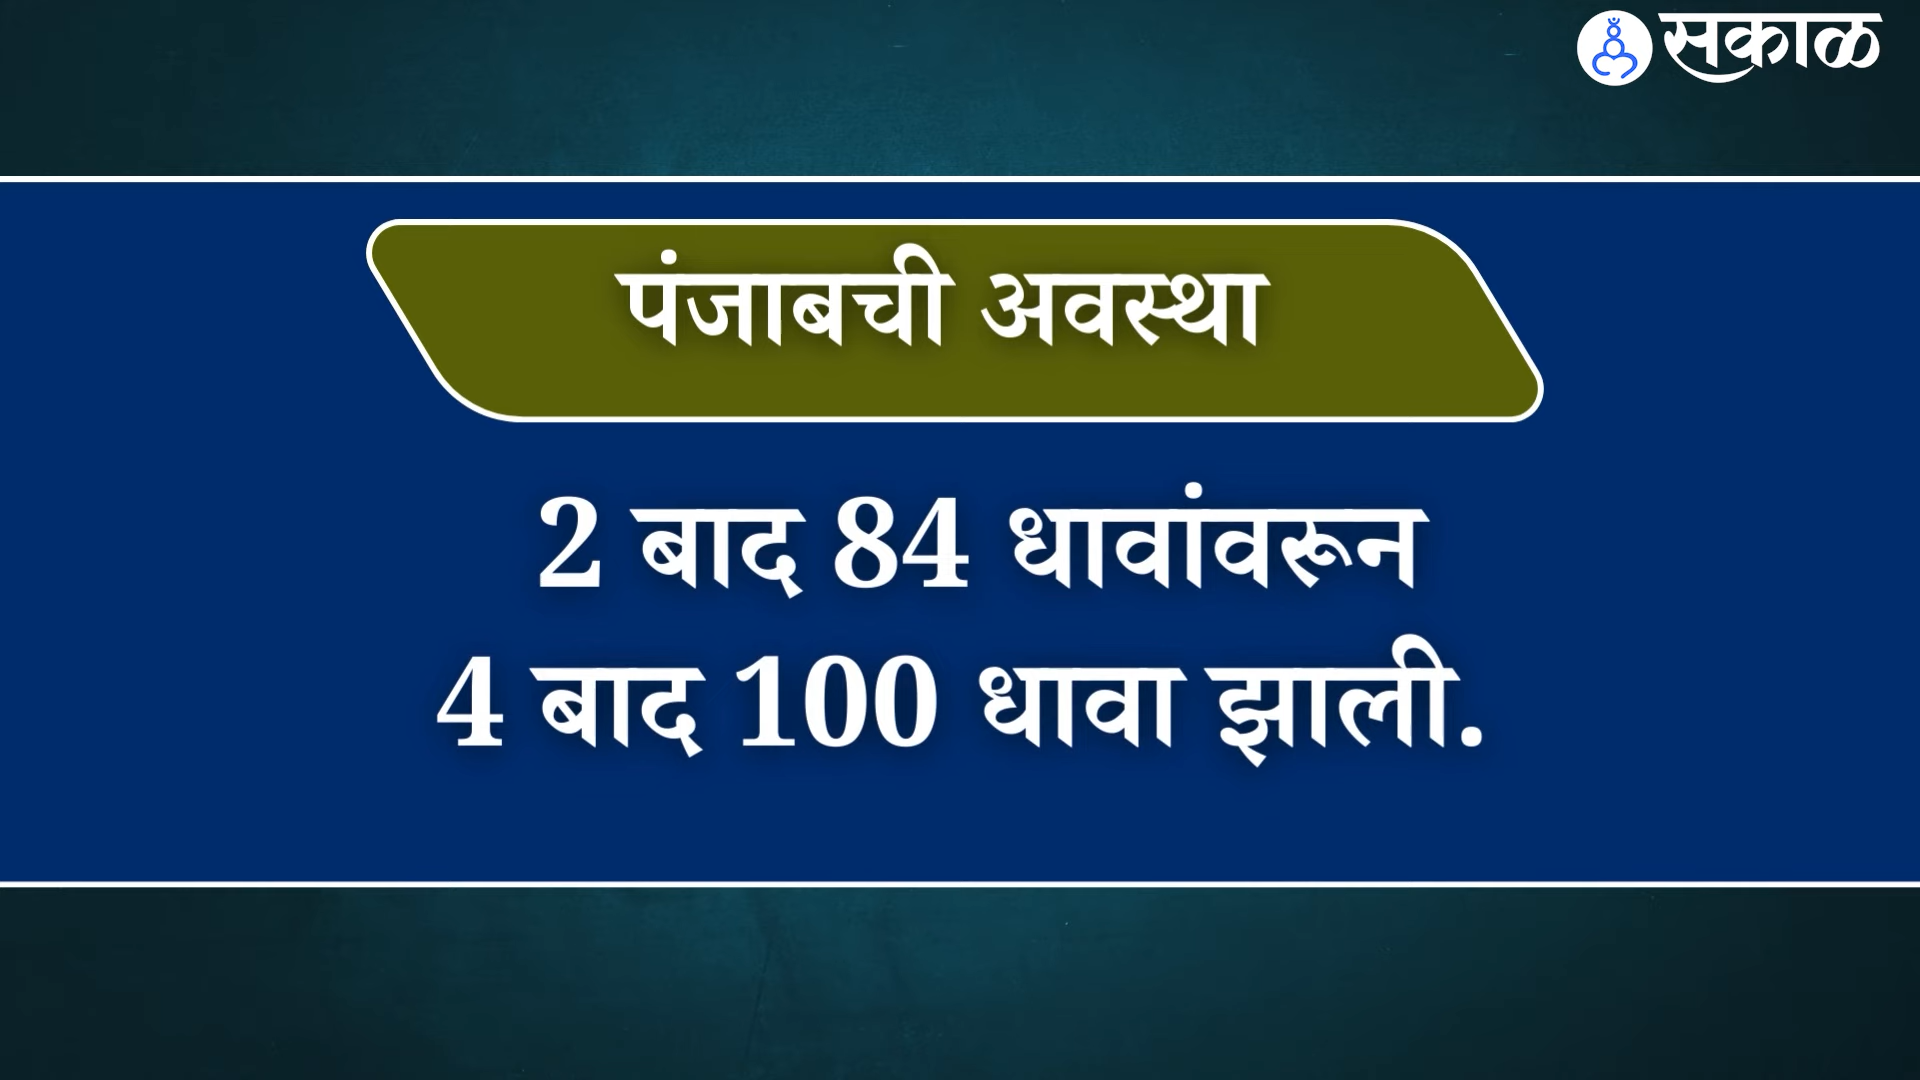 सकाळ
पंजाबची अवस्था
2 बाद 84 धावांवरून
4 बाद 100 धावा झाली.